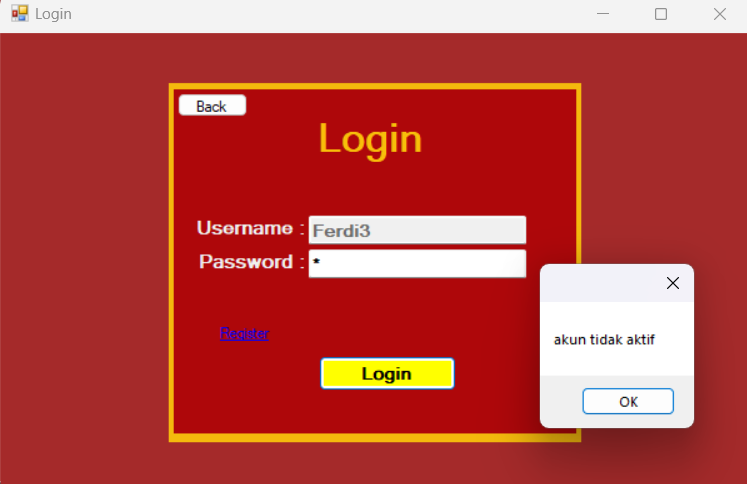 Login
Back
Login
Username : Ferdi3
Password : *
akun tidak aktif
Register
Login
OK